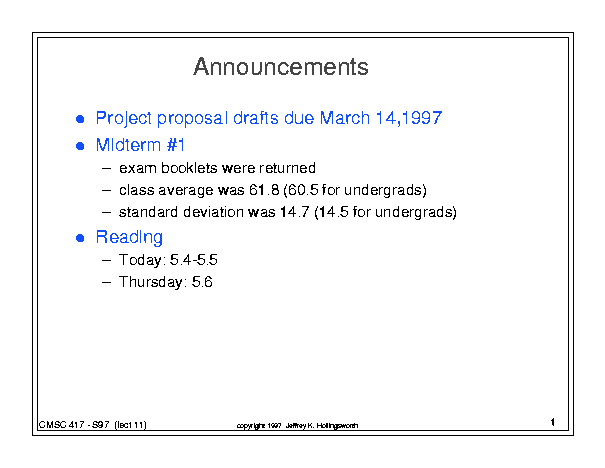 Announcements
● Project proposal drafts due March 14,1997
● Midterm #1
– exam booklets were returned
– class average was 61.8 (60.5 for undergrads)
– standard deviation was 14.7 (14.5 for undergrads)
● Reading
– Today: 5.4-5.5
– Thursday: 5.6
CMSC 417 - S97 (lect 11)
copyright 1997 Jeffrey K. Hollingsworth
1